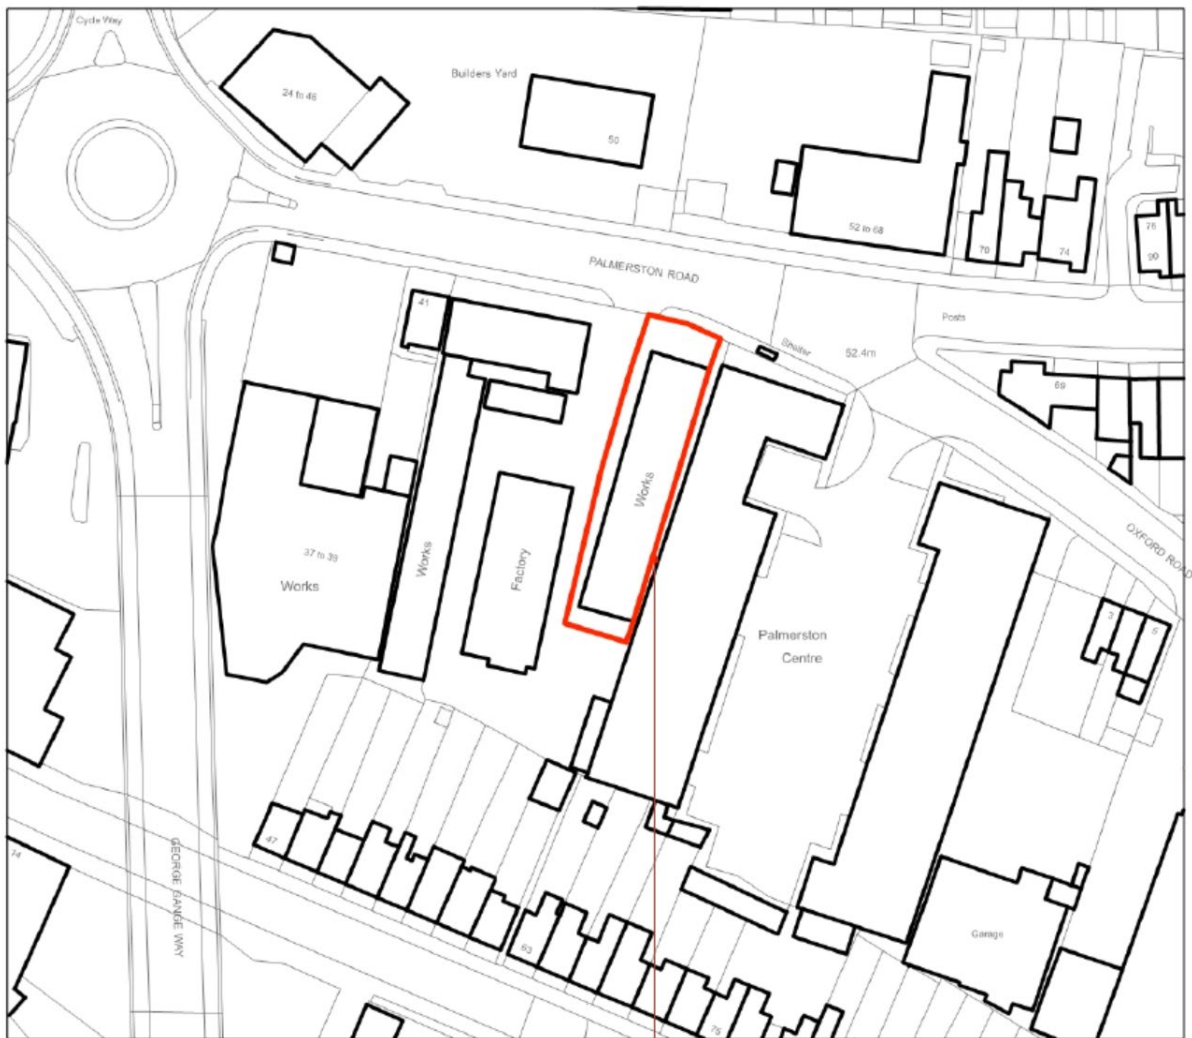 Cycle Way
Builders Yard
24 to 46
50
52 to 68
70
74
76
90
PALMERSTON ROAD
41
Posts
Shelter
52.4m
69
Works
OXFORD ROAD
37 to 39
Works
Works
Factory
Palmerston
Centre
3
5
47
14
GEORGE GANGE WAY
63
Garage
75